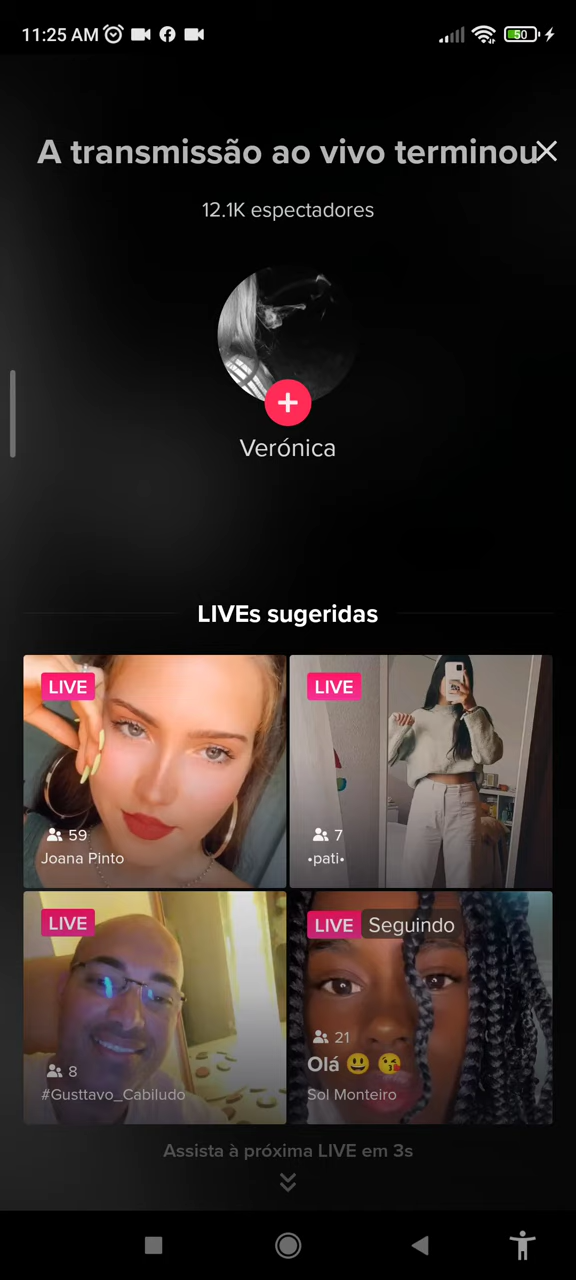 11:25 AM
50
A transmissão ao vivo terminou
12.1K espectadores
Verónica
LIVEs sugeridas
LIVE
59
Joana Pinto
LIVE
7
•pati•
LIVE
8
#Gusttavo_Cabiludo
LIVE Seguindo
21
Olá 😃 😘
Sol Monteiro
Assista à próxima LIVE em 3s